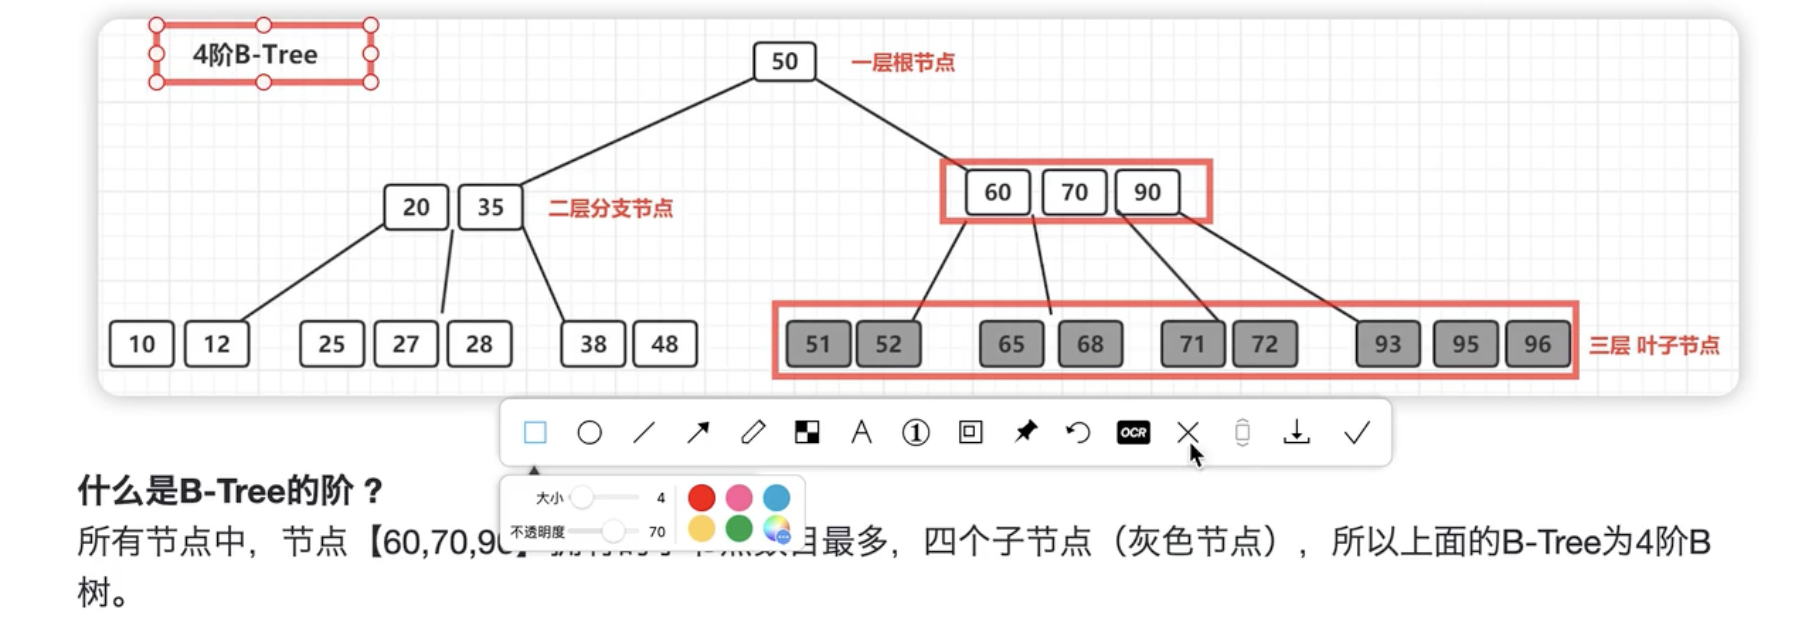 4阶B-Tree
50
一层根节点
20 35
二层分支节点
60 70 90
10 12 25 27 28 38 48 51 52 65 68 71 72 93 95 96
三层 叶子节点
OCR
大小 4
不透明度 70
什么是B-Tree的阶？
所有节点中，节点【60,70,90】 最多，四个子节点（灰色节点），所以上面的B-Tree为4阶B
树。